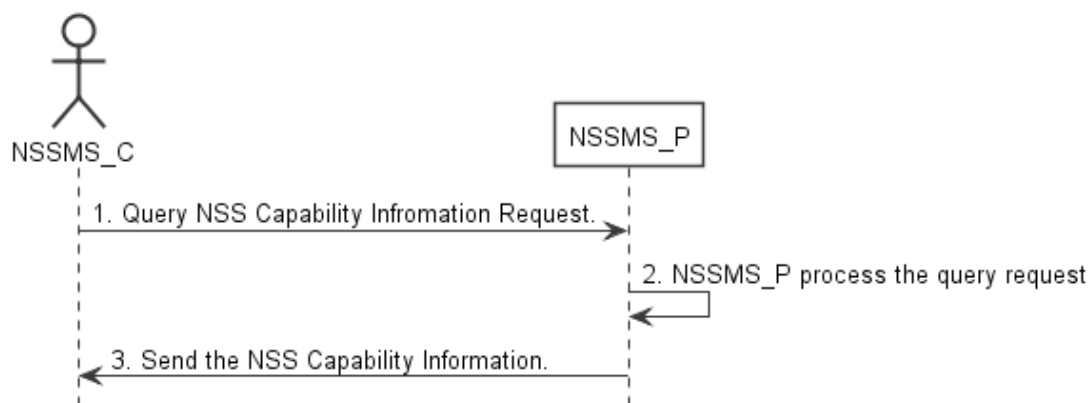 NSSMS_C
NSSMS_P
1. Query NSS Capability Infromation Request.
2. NSSMS_P process the query request
3. Send the NSS Capability Information.